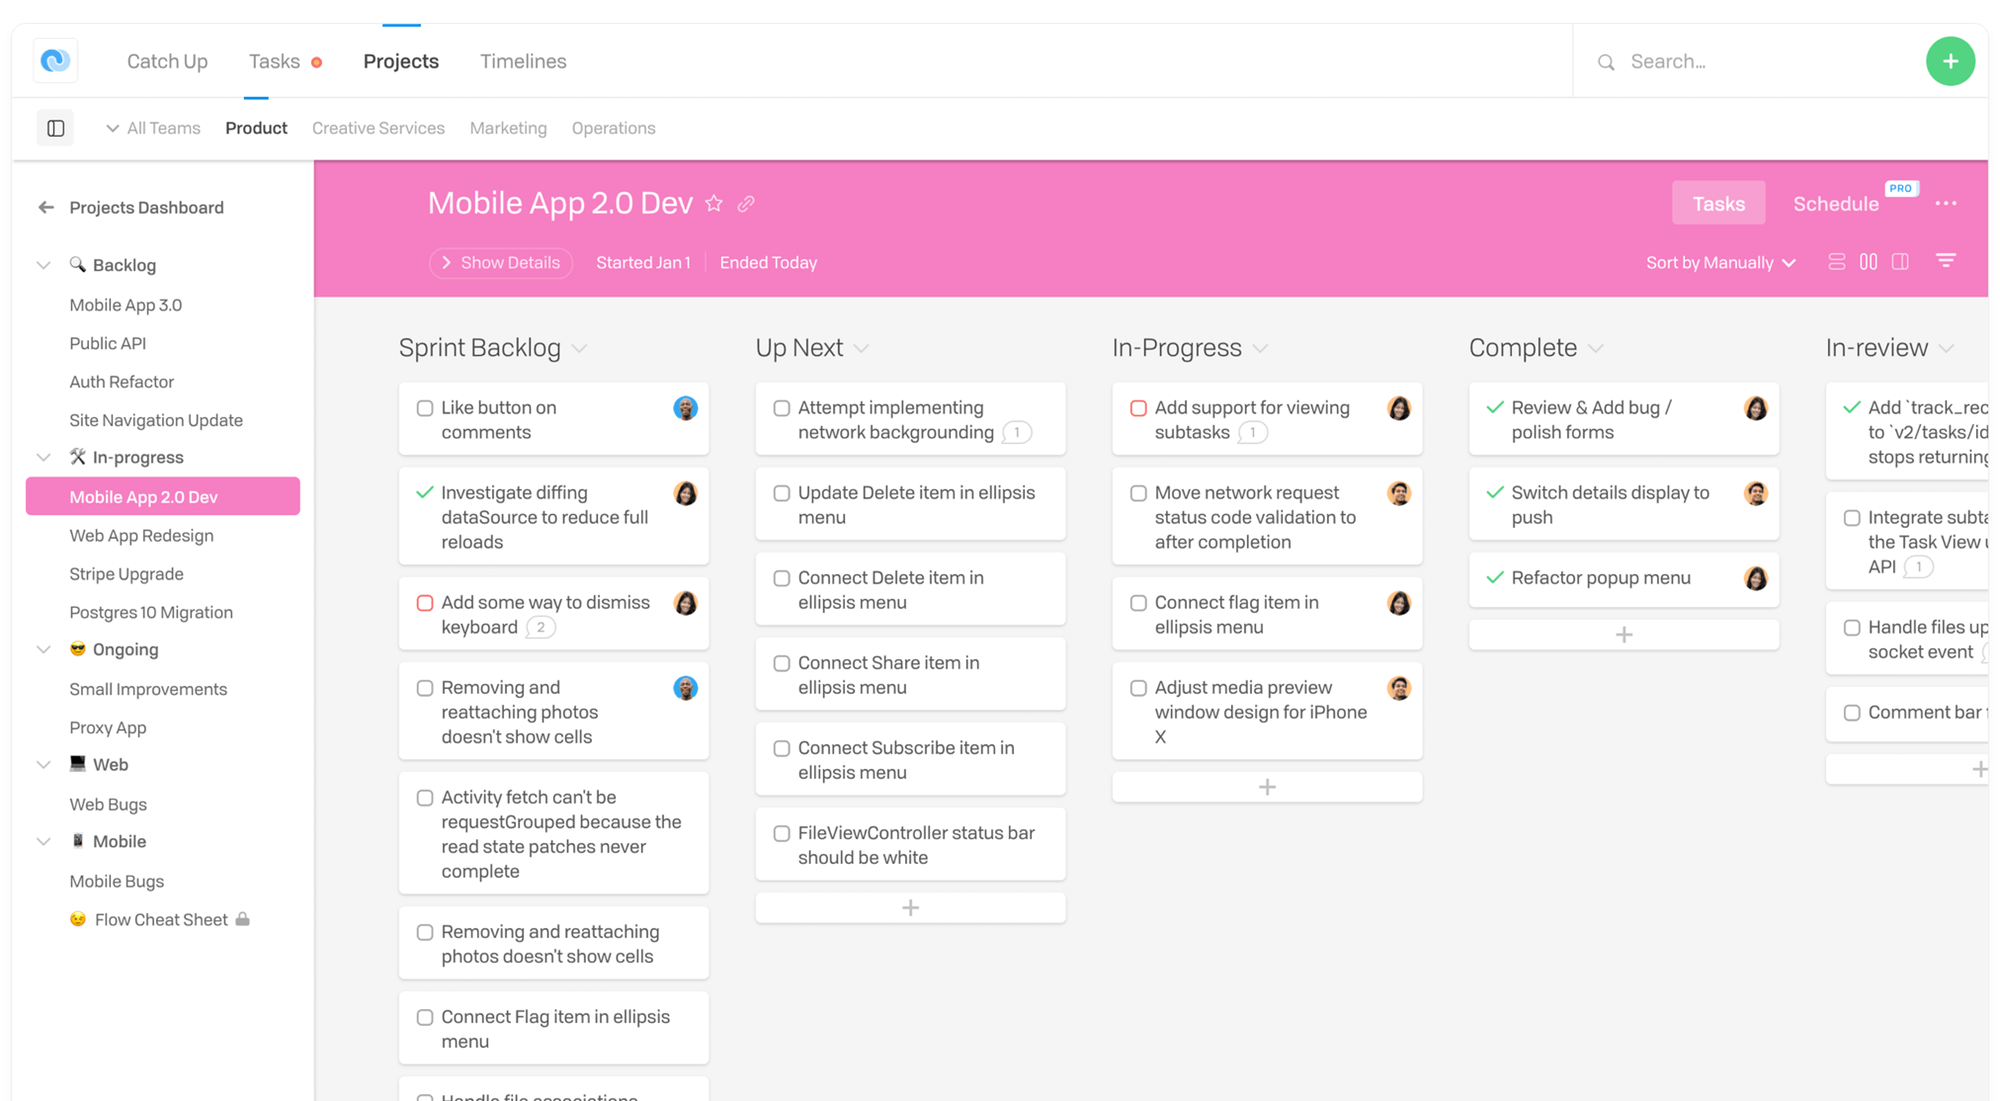 Catch Up
Tasks
Projects
Timelines
Search...
All Teams
Product
Creative Services
Marketing
Operations
Projects Dashboard
Backlog
Mobile App 3.0
Public API
Auth Refactor
Site Navigation Update
In-progress
Mobile App 2.0 Dev
Web App Redesign
Stripe Upgrade
Postgres 10 Migration
Ongoing
Small Improvements
Proxy App
Web
Web Bugs
Mobile
Mobile Bugs
Flow Cheat Sheet
Mobile App 2.0 Dev
Tasks
Schedule
PRO
Show Details
Started Jan 1
Ended Today
Sort by Manually
Sprint Backlog
Like button on
comments
Investigate diffing
dataSource to reduce full
reloads
Add some way to dismiss
keyboard 2
Removing and
reattaching photos
doesn't show cells
Activity fetch can't be
requestGrouped because the
read state patches never
complete
Removing and reattaching
photos doesn't show cells
Connect Flag item in ellipsis
menu
Handle file associations
Up Next
Attempt implementing
network backgrounding 1
Update Delete item in ellipsis
menu
Connect Delete item in
ellipsis menu
Connect Share item in
ellipsis menu
Connect Subscribe item in
ellipsis menu
FileViewController status bar
should be white
In-Progress
Add support for viewing
subtasks 1
Move network request
status code validation to
after completion
Connect flag item in
ellipsis menu
Adjust media preview
window design for iPhone
X
Complete
Review & Add bug /
polish forms
Switch details display to
push
Refactor popup menu
In-review
Add `track_rec
to `v2/tasks/id
stops returning
Integrate subta
the Task View
API 1
Handle files up
socket event
Comment bar